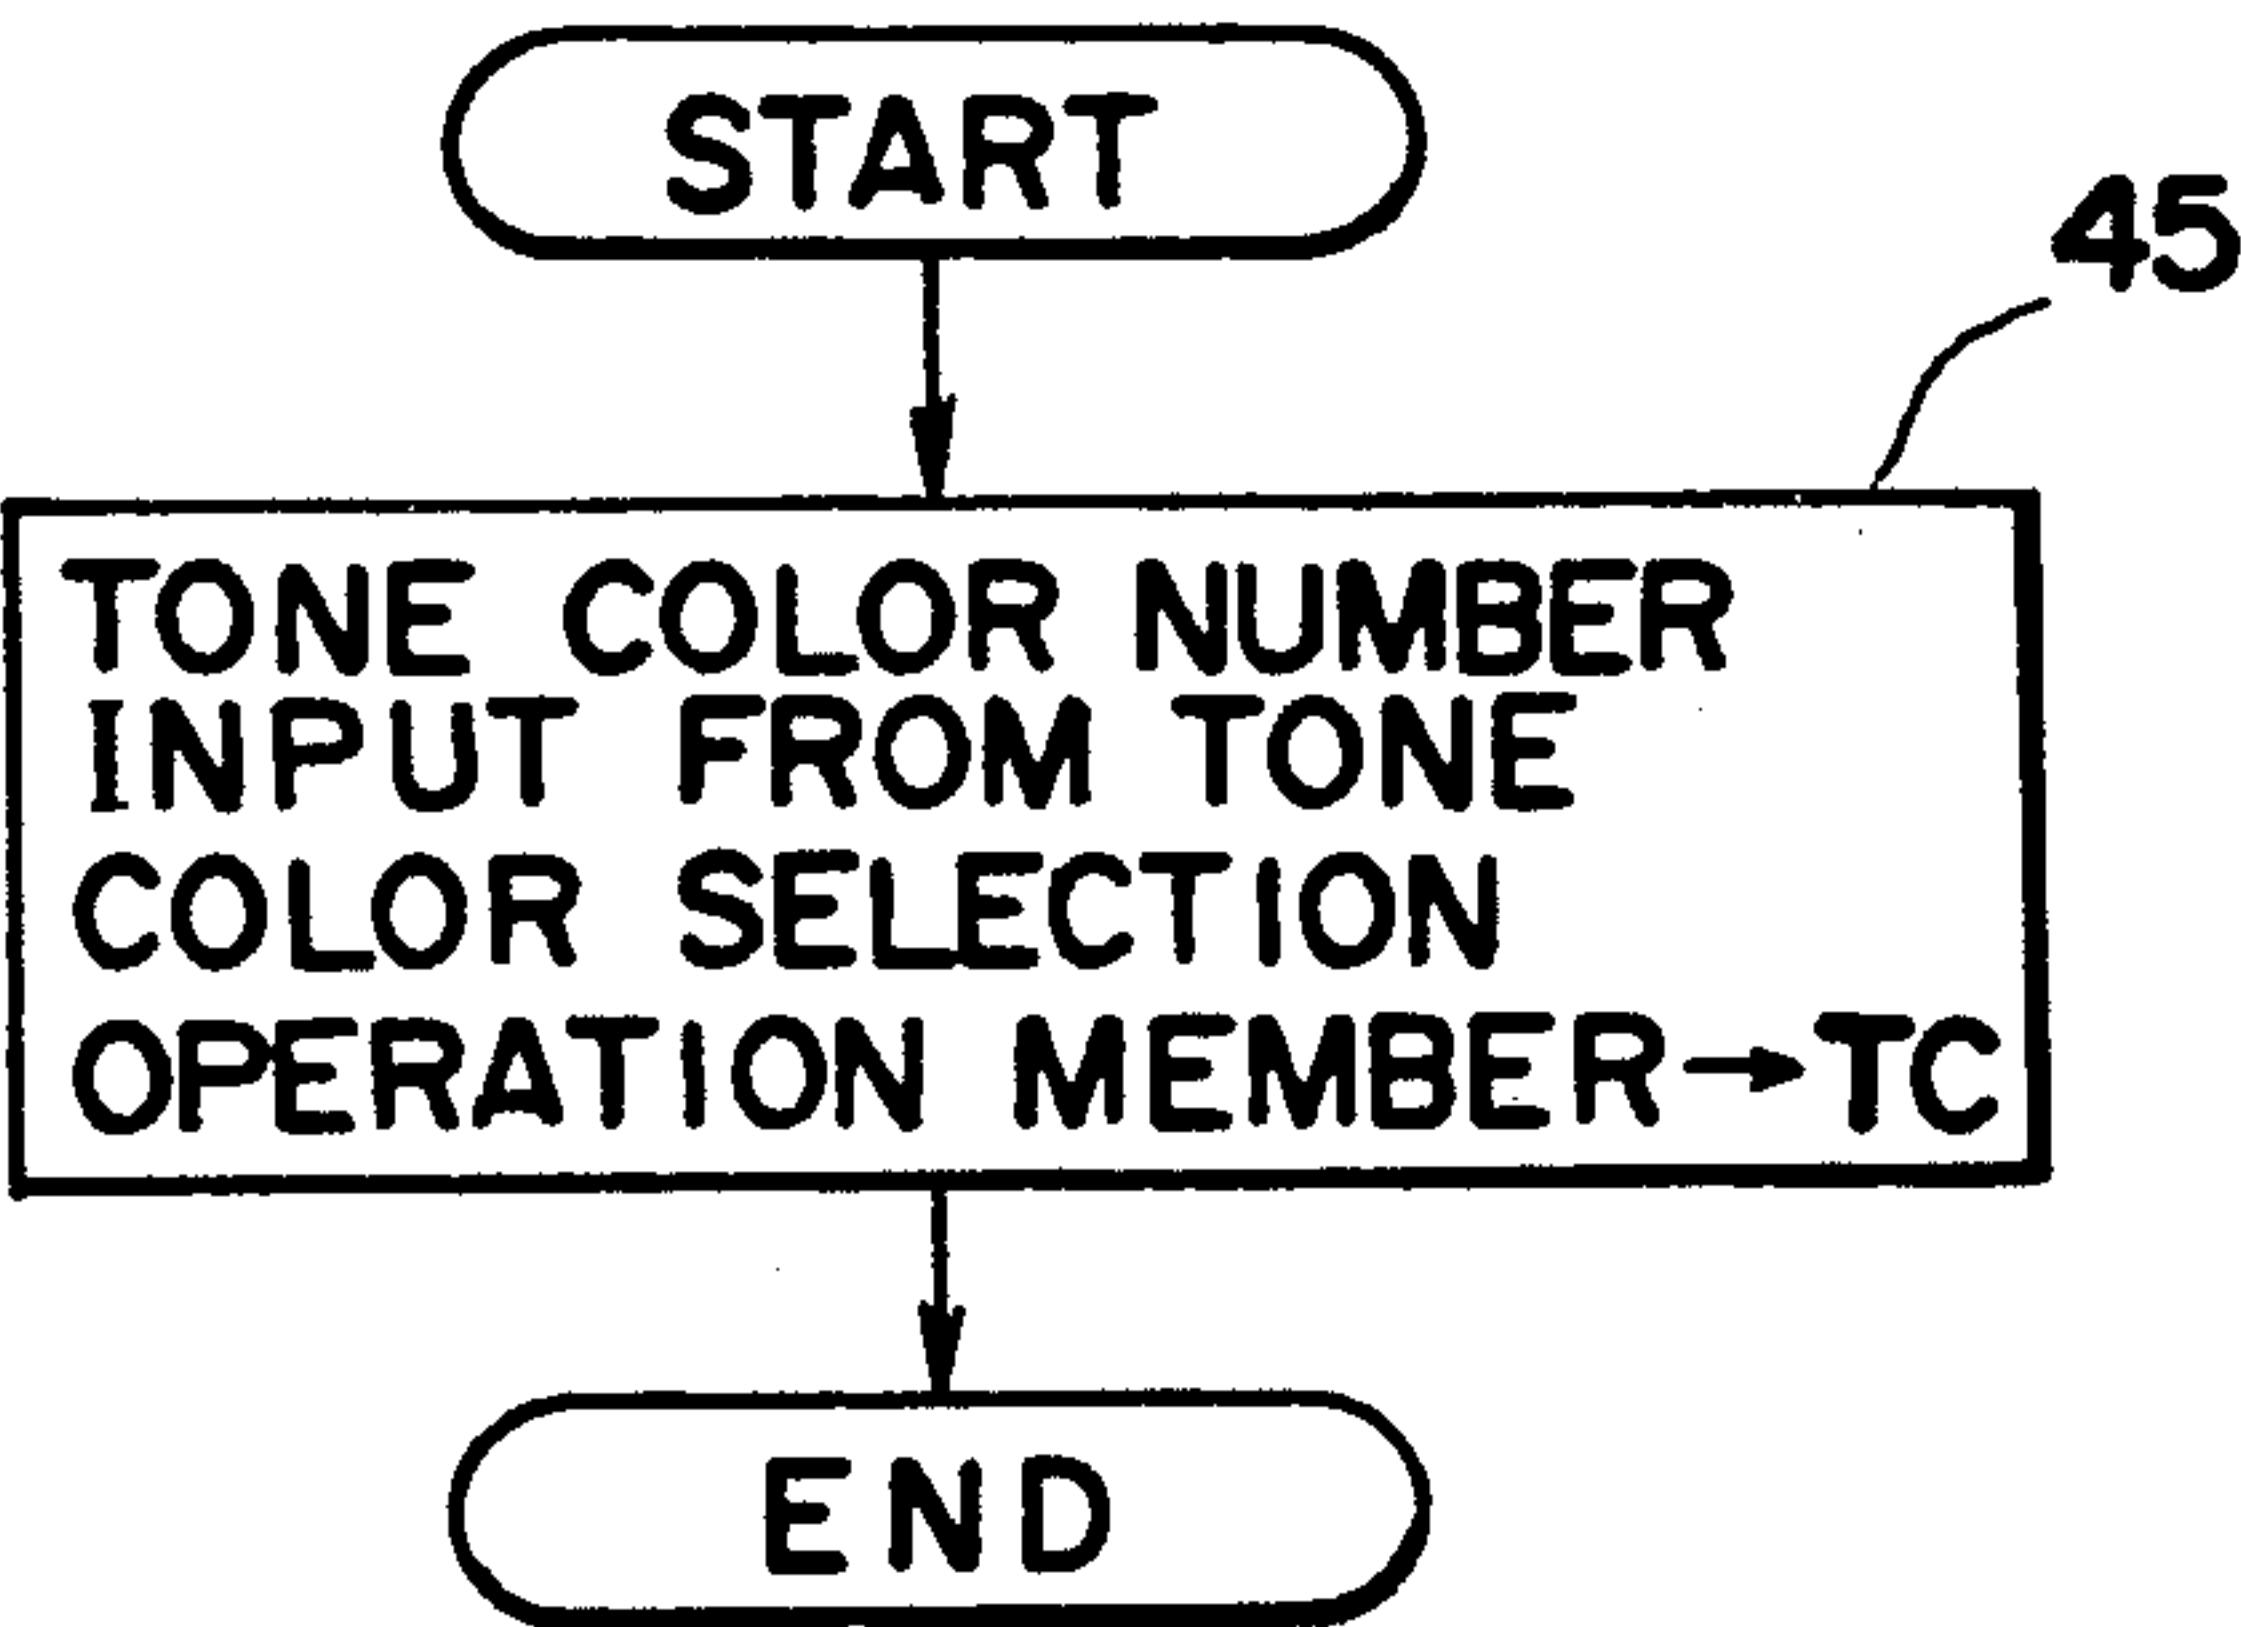 START
45
TONE COLOR NUMBER
INPUT FROM TONE
COLOR SELECTION
OPERATION MEMBER→TC
END